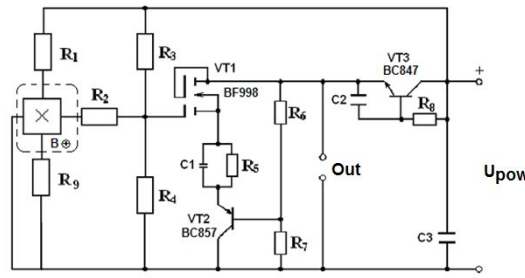 R1
R3
VT1
VT3
BC847
+
R2
BF998
C2
R8
R6
B ⊕
C1
R5
Out
Upow
R9
R4
VT2
BC857
R7
C3